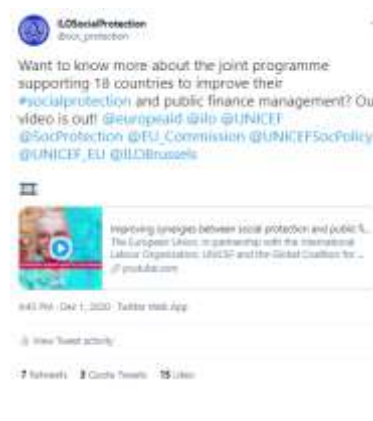 ILOSocialProtection
@soc_protection
Want to know more about the joint programme
supporting 18 countries to improve their
#socialprotection and public finance management? Ou
video is out! @europeaid @ilo @UNICEF
@SocProtection @EU_Commission @UNICEFSocPolicy
@UNICEF_EU @ILOBrussels
Improving synergies between social protection and public fi...
The European Union, in partnership with the International
Labour Organization, UNICEF and the Global Coalition for ...
youtube.com
PM · Dec 1, 2020 · Twitter Web App
View Tweet activity
7 Retweets 3 Quote Tweets 15 Likes